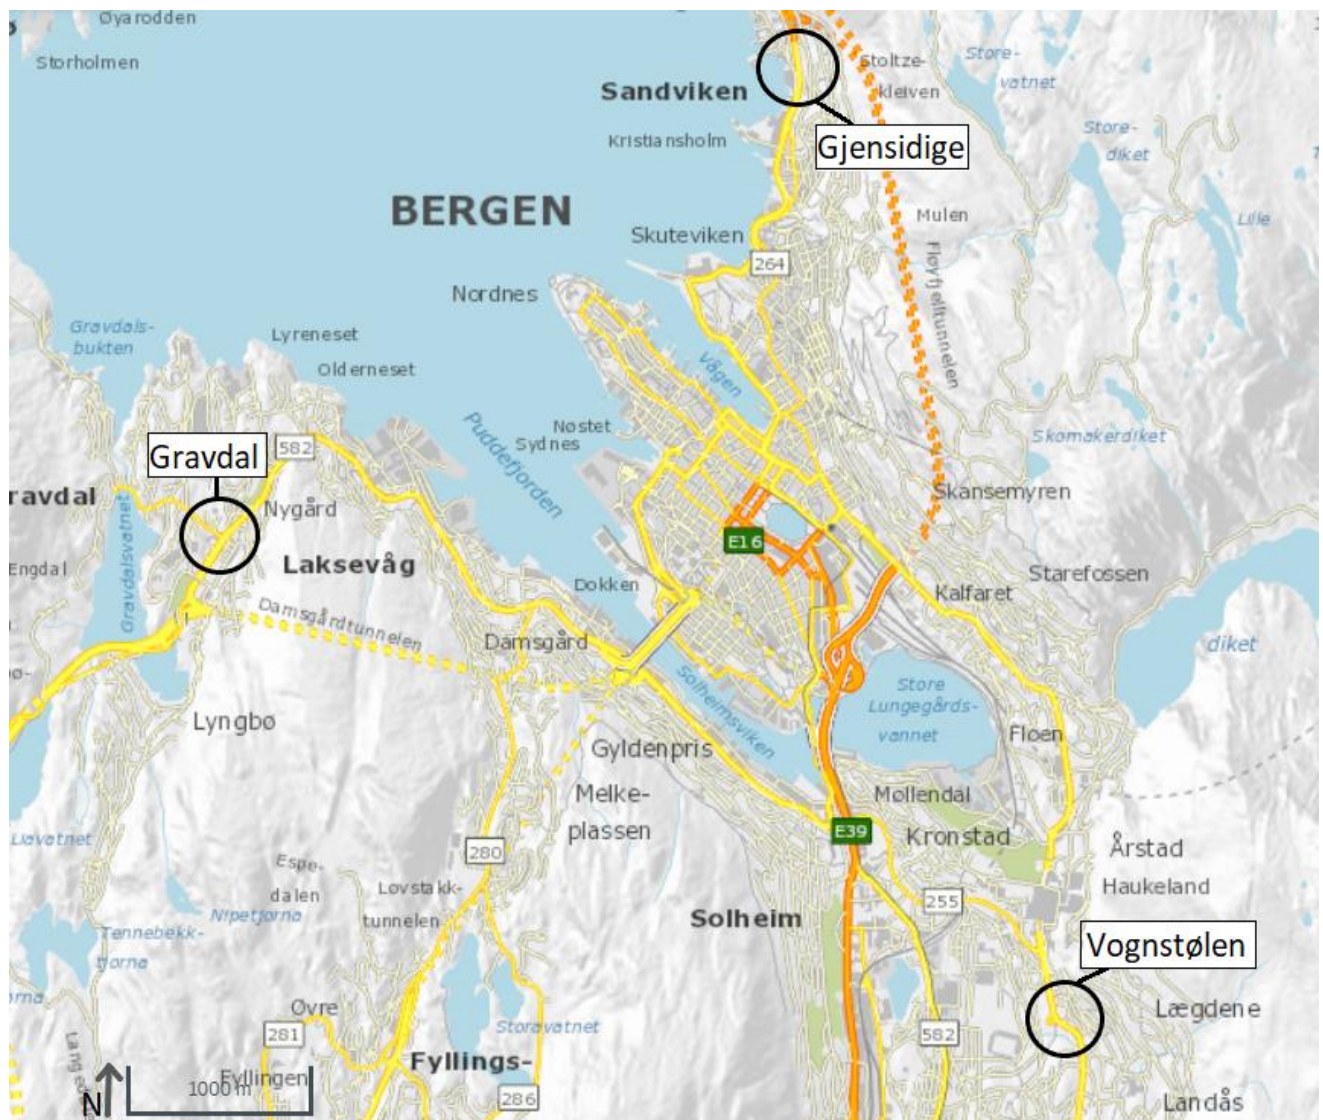 Øyarodden
Storholmen
Sandviken
Stoltze-
kleiven
Store-
vatnet
Gjensidige
Kristiansholm
Store-
diket
BERGEN
Mulen
Lille
Skuteviken
264
Fløyfjelltunnelen
Nordnes
Gravdals-
bukten
Lyreneset
Olderneset
Vågen
Puddefjorden
Nøstet
Sydnes
Skomakerdiket
582
Gravdal
ravdal
Nygård
Skansemyren
E16
Engdal
Gravdalsvatnet
Laksevåg
Dokken
Starefossen
Kalfaret
Damsgårdtunnelen
Damsgård
diket
Solheimsviken
Store
Lungegårds-
vannet
Lyngbø
Gyldenpris
Fløen
Melke-
plassen
Møllendal
Liavatnet
280
E39
Kronstad
Årstad
Haukeland
Espe-
dalen
Løvstakk-
tunnelen
Nipetjørna
255
Solheim
Tennebekk-
tjørna
Vognstølen
Øvre
Lægdene
281
Storavatnet
582
Fyllings-
Fyllingen
1000 m
N
286
Landås